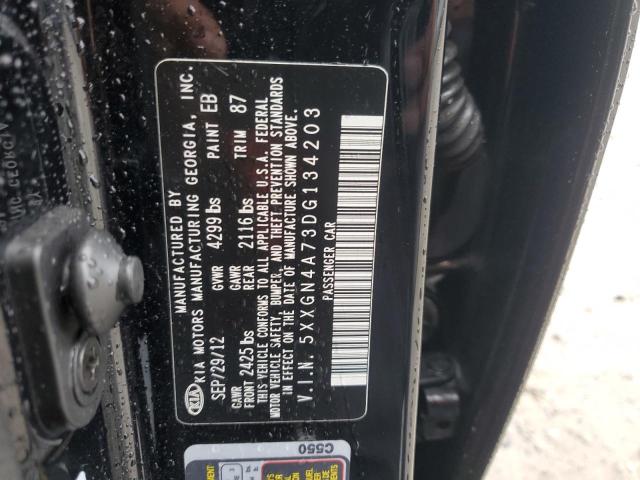 KIA
MANUFACTURED BY
KIA MOTORS MANUFACTURING GEORGIA, INC.
SEP/29/12 GVWR 4299 lbs PAINT EB
GAWR FRONT 2425 lbs GAWR REAR 2116 lbs TRIM 87
THIS VEHICLE CONFORMS TO ALL APPLICABLE U.S.A. FEDERAL
MOTOR VEHICLE SAFETY, BUMPER, AND THEFT PREVENTION STANDARDS
IN EFFECT ON THE DATE OF MANUFACTURE SHOWN ABOVE.
V.I.N. 5XXGN4A73DG134203
PASSENGER CAR
C550